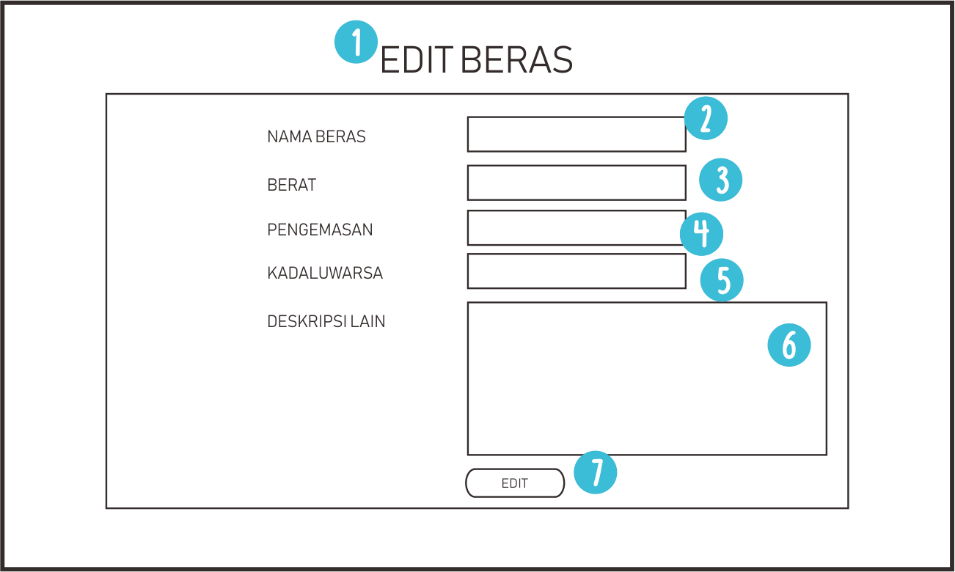 1 EDIT BERAS
NAMA BERAS 2
BERAT 3
PENGEMASAN 4
KADALUWARSA 5
DESKRIPSI LAIN 6
EDIT 7